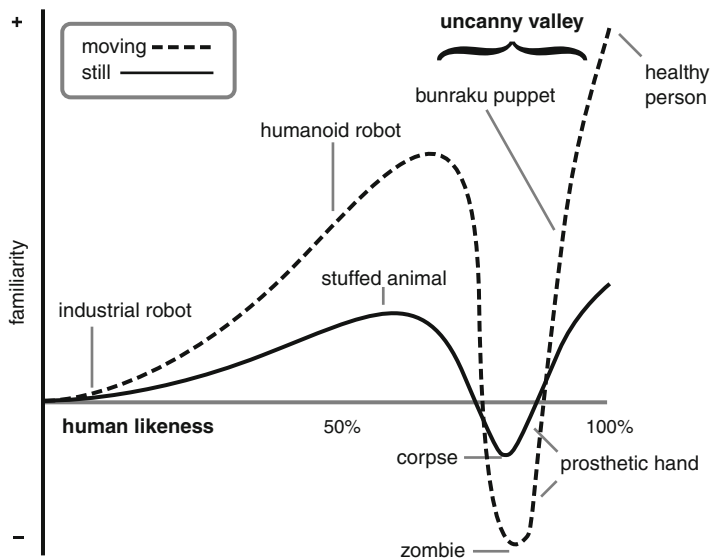 +
uncanny valley
moving
still
healthy
person
bunraku puppet
humanoid robot
stuffed animal
industrial robot
familiarity
human likeness
50%
100%
corpse
prosthetic hand
–
zombie